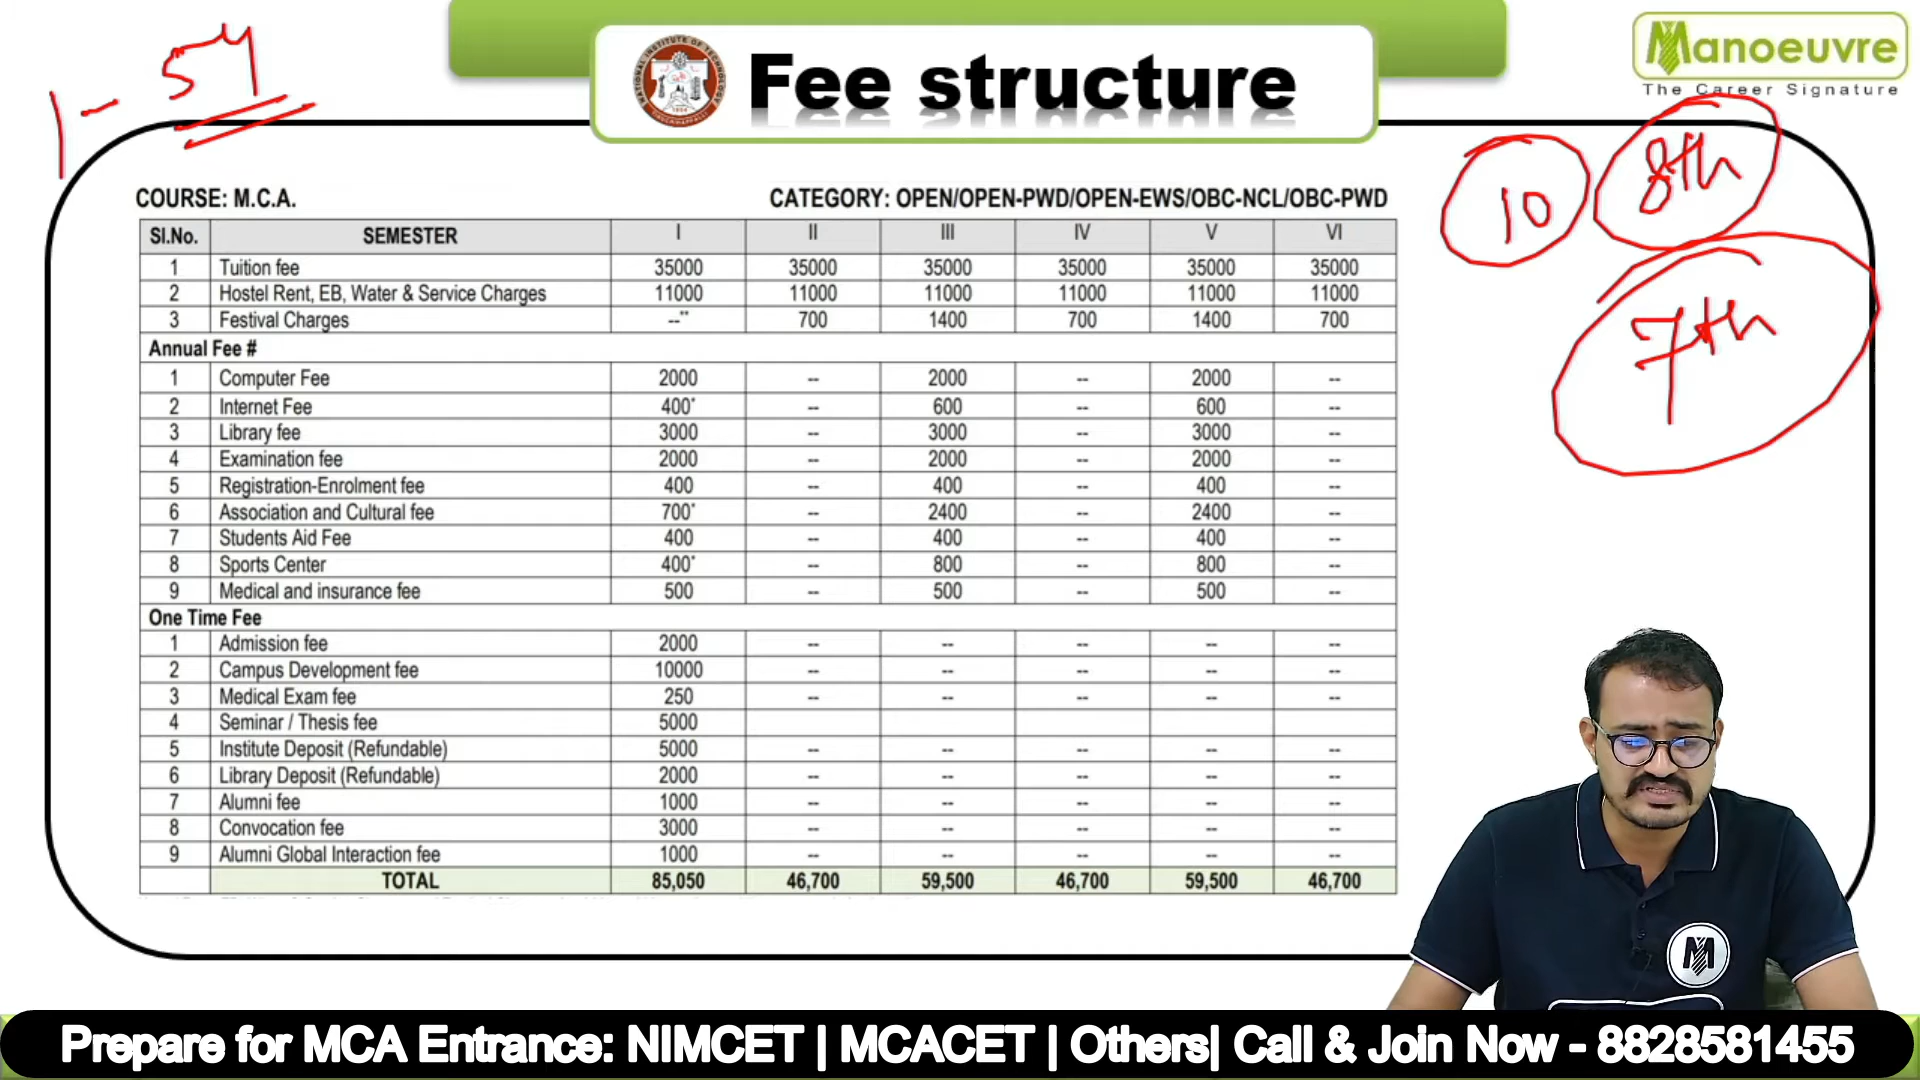 1 - 54
Fee structure
Manoeuvre
The Career Signature
10
8th
7th
COURSE: M.C.A.
CATEGORY: OPEN/OPEN-PWD/OPEN-EWS/OBC-NCL/OBC-PWD
Sl.No. SEMESTER I II III IV V VI
1 Tuition fee 35000 35000 35000 35000 35000 35000
2 Hostel Rent, EB, Water & Service Charges 11000 11000 11000 11000 11000 11000
3 Festival Charges --** 700 1400 700 1400 700
Annual Fee #
1 Computer Fee 2000 -- 2000 -- 2000 --
2 Internet Fee 400* -- 600 -- 600 --
3 Library fee 3000 -- 3000 -- 3000 --
4 Examination fee 2000 -- 2000 -- 2000 --
5 Registration-Enrolment fee 400 -- 400 -- 400 --
6 Association and Cultural fee 700* -- 2400 -- 2400 --
7 Students Aid Fee 400 -- 400 -- 400 --
8 Sports Center 400* -- 800 -- 800 --
9 Medical and insurance fee 500 -- 500 -- 500 --
One Time Fee
1 Admission fee 2000 -- -- -- -- --
2 Campus Development fee 10000 -- -- -- -- --
3 Medical Exam fee 250 -- -- -- -- --
4 Seminar / Thesis fee 5000
5 Institute Deposit (Refundable) 5000 -- -- -- -- --
6 Library Deposit (Refundable) 2000 -- -- -- -- --
7 Alumni fee 1000 -- -- -- -- --
8 Convocation fee 3000 -- -- -- -- --
9 Alumni Global Interaction fee 1000 -- -- -- -- --
TOTAL 85,050 46,700 59,500 46,700 59,500 46,700
M
Prepare for MCA Entrance: NIMCET | MCACET | Others| Call & Join Now - 8828581455